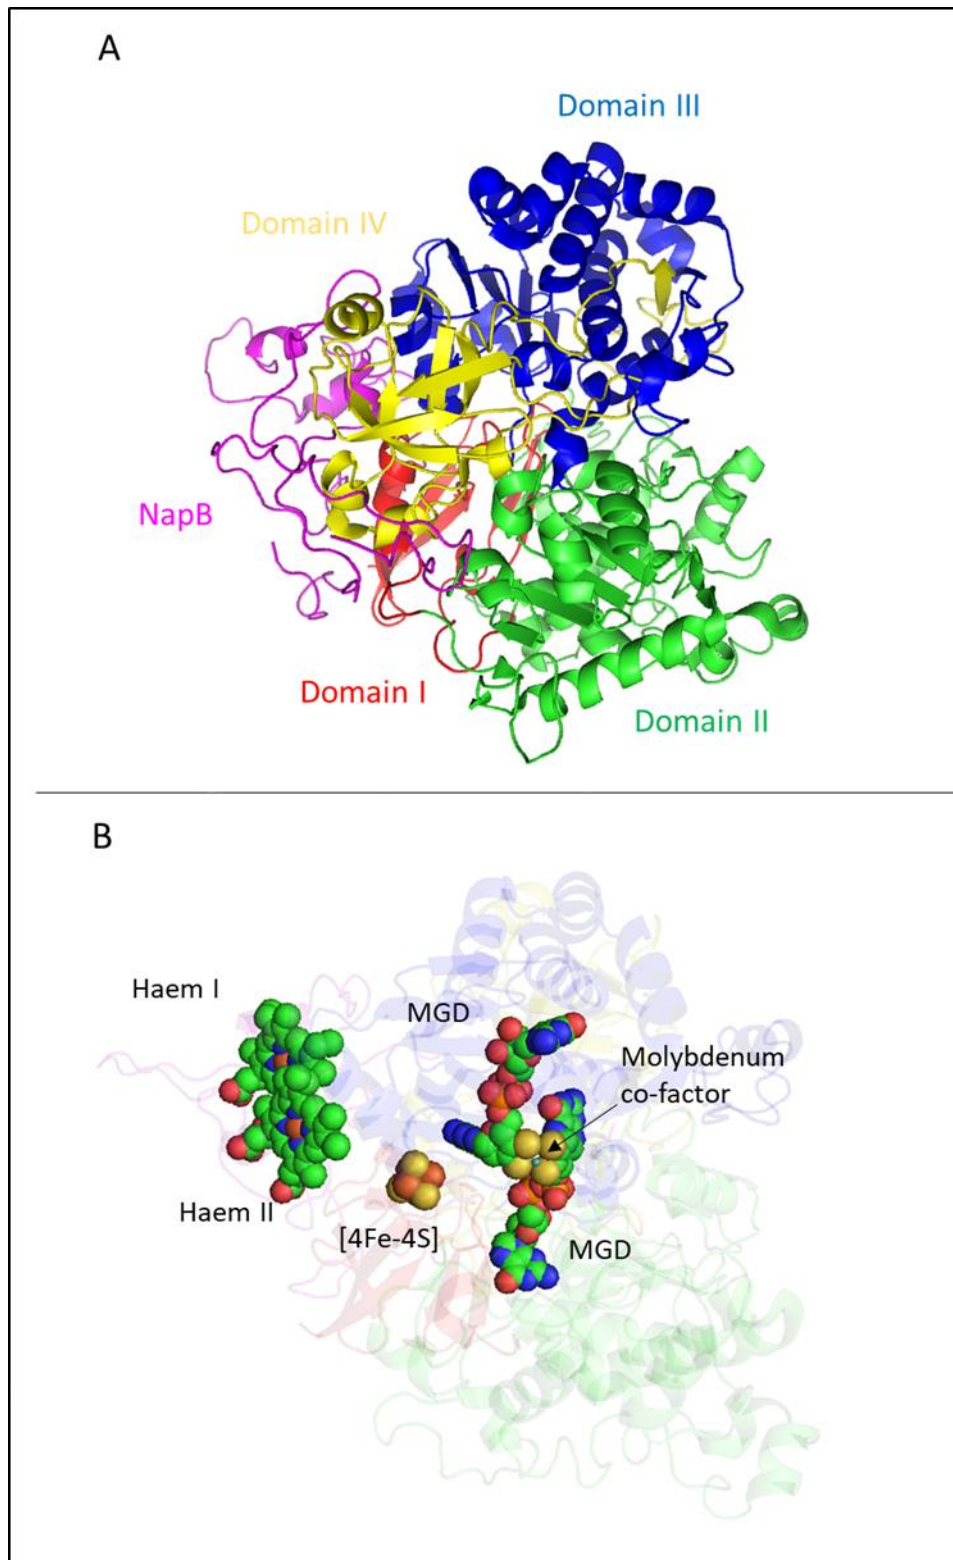 A
Domain III
Domain IV
NapB
Domain I
Domain II
B
Haem I
MGD
Molybdenum
co-factor
Haem II
[4Fe-4S]
MGD